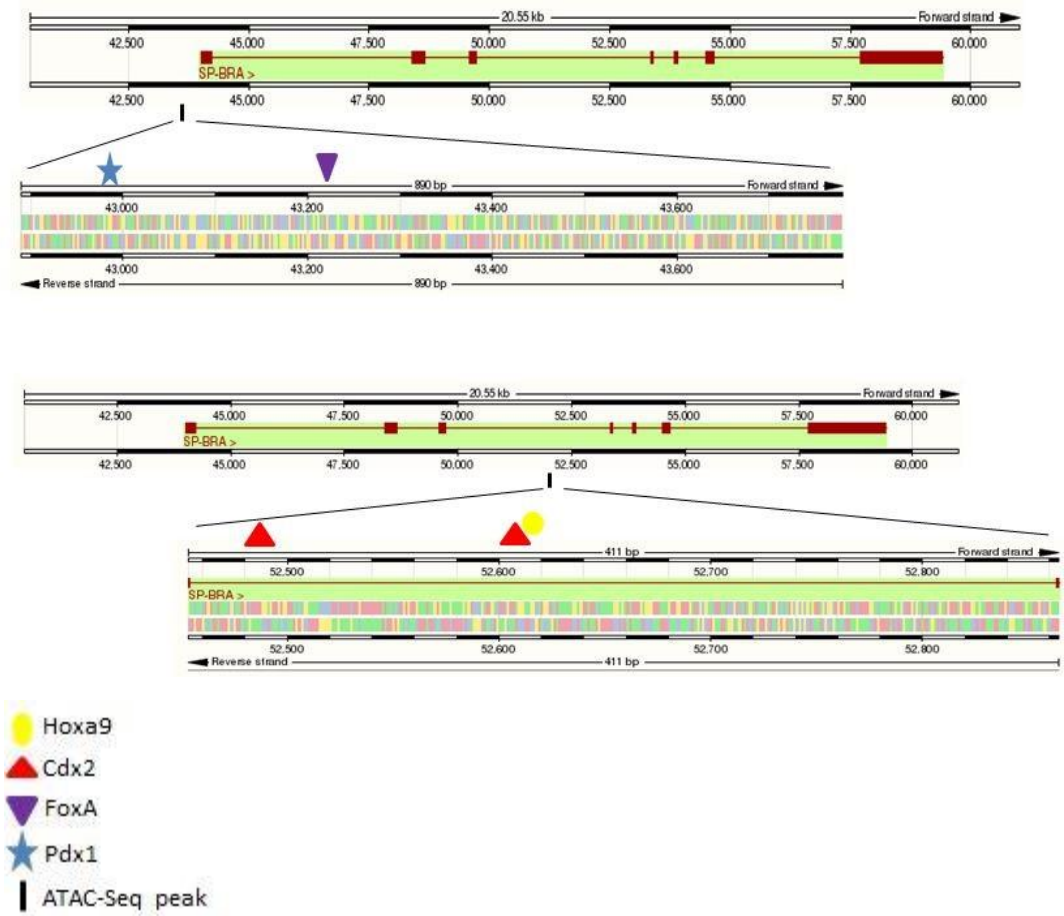 20.55 kb Forward strand
42.500 45.000 47.500 50.000 52.500 55.000 57.500 60.000
SP-BRA >
42.500 45.000 47.500 50.000 52.500 55.000 57.500 60.000
890 bp Forward strand
43.000 43.200 43.400 43.600
43.000 43.200 43.400 43.600
Reverse strand 890 bp
20.55 kb Forward strand
42.500 45.000 47.500 50.000 52.500 55.000 57.500 60.000
SP-BRA >
42.500 45.000 47.500 50.000 52.500 55.000 57.500 60.000
411 bp Forward strand
52.500 52.600 52.700 52.800
SP-BRA >
52.500 52.600 52.700 52.800
Reverse strand 411 bp
Hoxa9
Cdx2
FoxA
Pdx1
ATAC-Seq peak